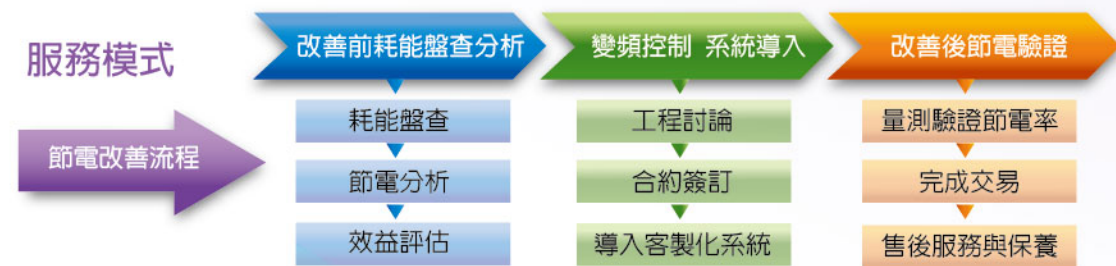 服務模式
節電改善流程
改善前耗能盤查分析
耗能盤查
節電分析
效益評估
變頻控制 系統導入
工程討論
合約簽訂
導入客製化系統
改善後節電驗證
量測驗證節電率
完成交易
售後服務與保養